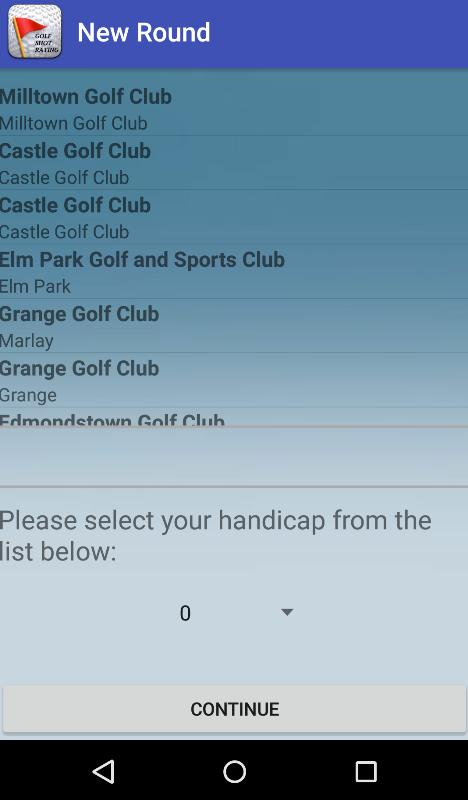 GOLF
SHOT
RATING
New Round
Milltown Golf Club
Milltown Golf Club
Castle Golf Club
Castle Golf Club
Castle Golf Club
Castle Golf Club
Elm Park Golf and Sports Club
Elm Park
Grange Golf Club
Marlay
Grange Golf Club
Grange
Edmondstown Golf Club
Please select your handicap from the
list below:
0
CONTINUE